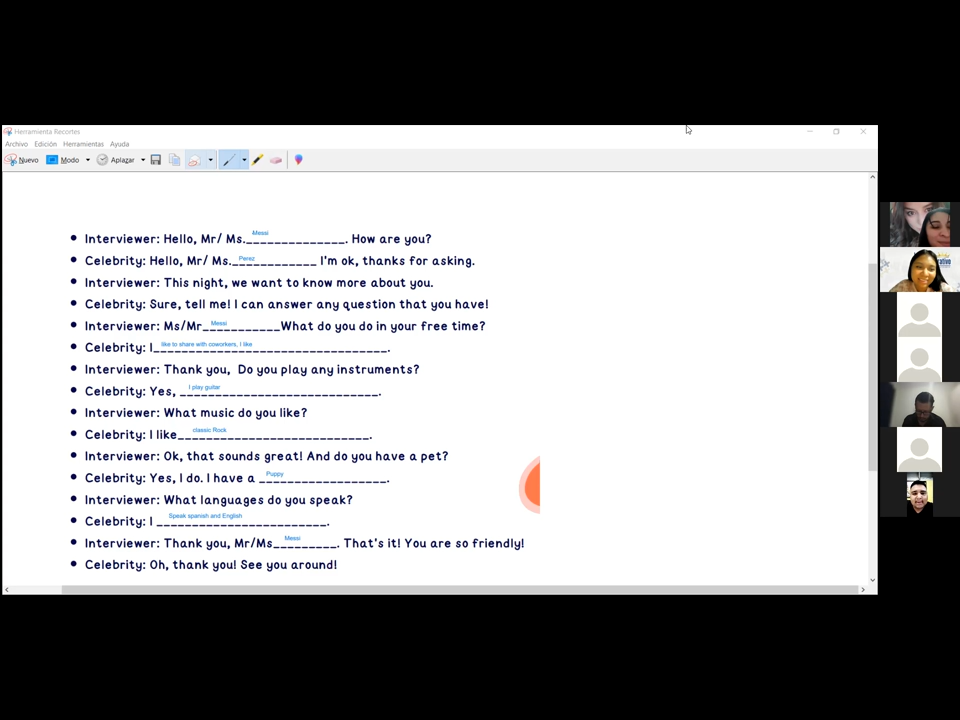 Herramienta Recortes
Archivo Edición Herramientas Ayuda
Nuevo Modo Aplazar
Interviewer: Hello, Mr/ Ms.______________. How are you?
Messi
Celebrity: Hello, Mr/ Ms.____________ I'm ok, thanks for asking.
Perez
Interviewer: This night, we want to know more about you.
Celebrity: Sure, tell me! I can answer any question that you have!
Interviewer: Ms/Mr___________What do you do in your free time?
Messi
Celebrity: I_________________________________.
like to share with coworkers, I like
Interviewer: Thank you, Do you play any instruments?
Celebrity: Yes, ____________________________.
I play guitar
Interviewer: What music do you like?
Celebrity: I like___________________________.
classic Rock
Interviewer: Ok, that sounds great! And do you have a pet?
Celebrity: Yes, I do. I have a __________________.
Puppy
Interviewer: What languages do you speak?
Celebrity: I ________________________.
Speak spanish and English
Interviewer: Thank you, Mr/Ms_________. That's it! You are so friendly!
Messi
Celebrity: Oh, thank you! See you around!